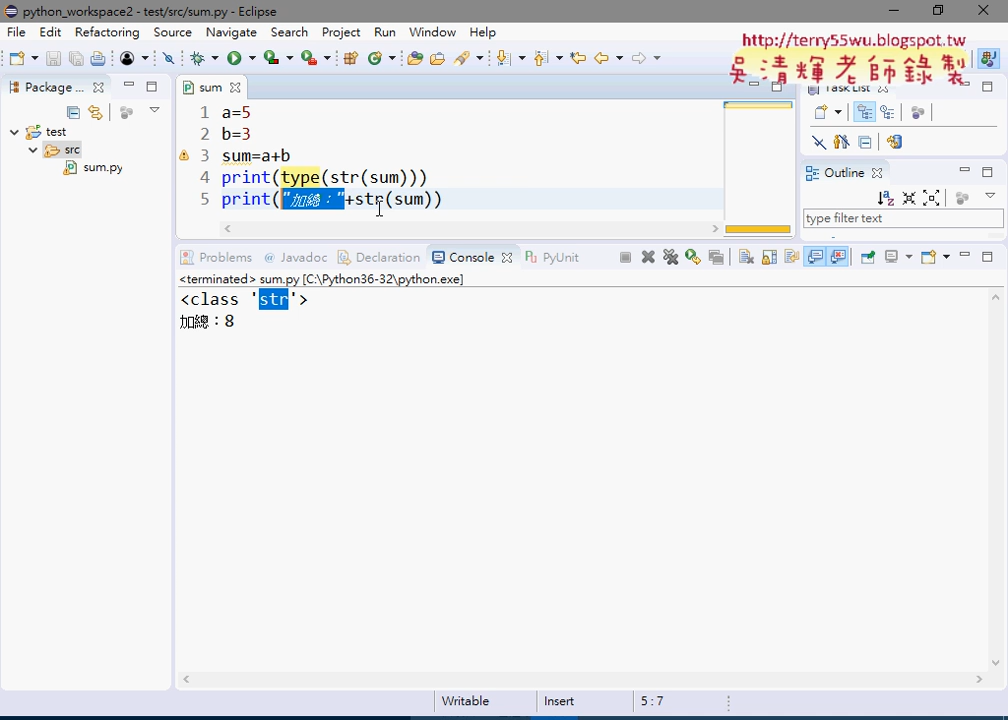 python_workspace2 - test/src/sum.py - Eclipse
File Edit Refactoring Source Navigate Search Project Run Window Help
http://terry55wu.blogspot.tw
吳清輝老師錄製
Package ...
sum
Task List
test
src
sum.py
1 a=5
2 b=3
3 sum=a+b
4 print(type(str(sum)))
5 print("加總："+str(sum))
Outline
type filter text
Problems @ Javadoc Declaration Console PyUnit
<terminated> sum.py [C:\Python36-32\python.exe]
<class 'str'>
加總：8
Writable Insert 5 : 7